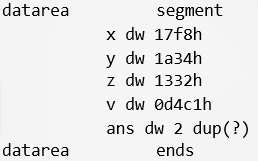 datarea segment
x dw 17f8h
y dw 1a34h
z dw 1332h
v dw 0d4c1h
ans dw 2 dup(?)
datarea ends